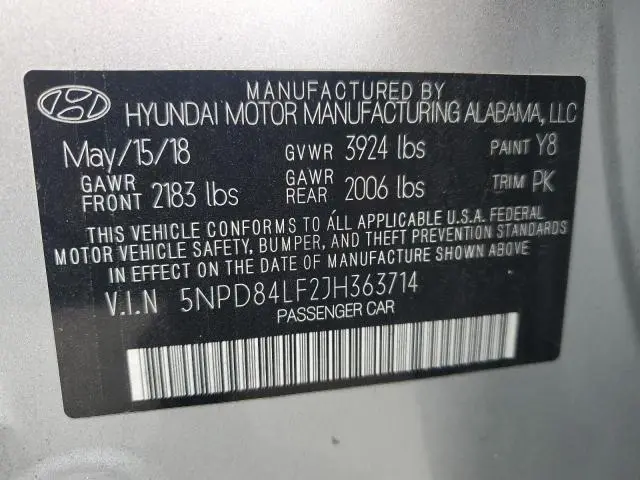 MANUFACTURED BY
HYUNDAI MOTOR MANUFACTURING ALABAMA, LLC
May/15/18 GVWR 3924 lbs PAINT Y8
GAWR FRONT 2183 lbs GAWR REAR 2006 lbs TRIM PK
THIS VEHICLE CONFORMS TO ALL APPLICABLE U.S.A. FEDERAL
MOTOR VEHICLE SAFETY, BUMPER, AND THEFT PREVENTION STANDARDS
IN EFFECT ON THE DATE OF MANUFACTURE SHOWN ABOVE.
V.I.N 5NPD84LF2JH363714
PASSENGER CAR